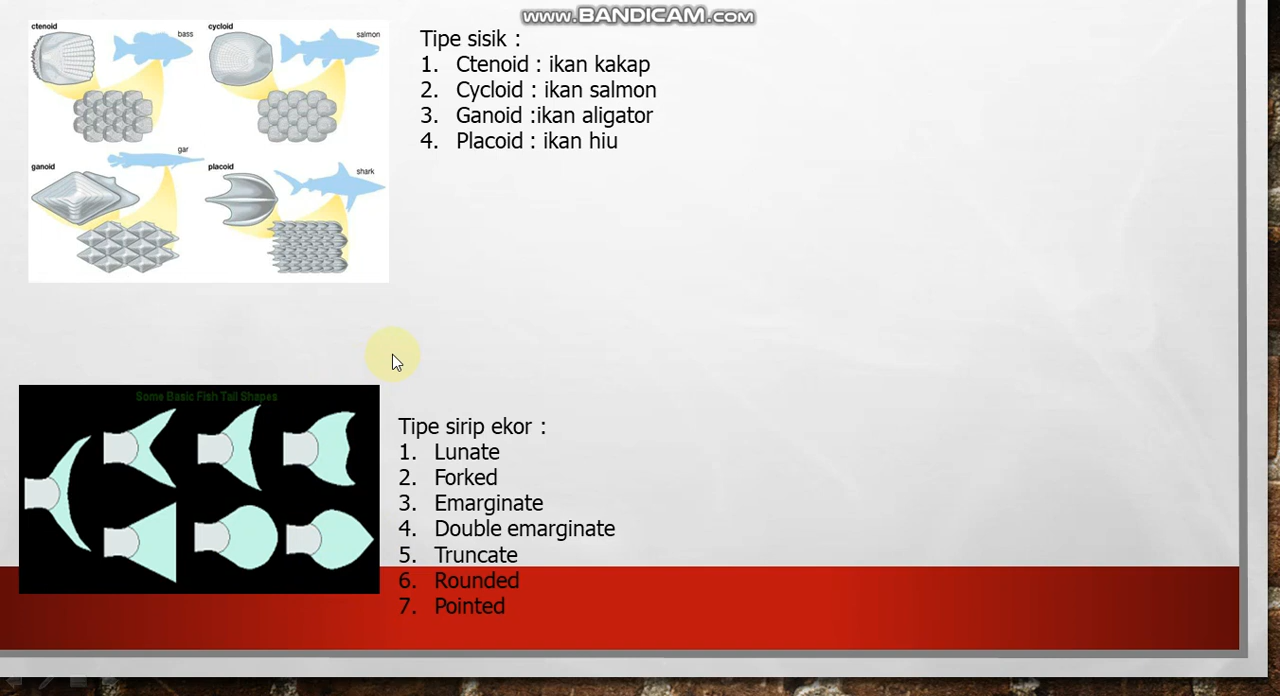 www.BANDICAM.com
ctenoid
bass
cycloid
salmon
ganoid
gar
placoid
shark
Tipe sisik :
1. Ctenoid : ikan kakap
2. Cycloid : ikan salmon
3. Ganoid :ikan aligator
4. Placoid : ikan hiu
Some Basic Fish Tail Shapes
Tipe sirip ekor :
1. Lunate
2. Forked
3. Emarginate
4. Double emarginate
5. Truncate
6. Rounded
7. Pointed